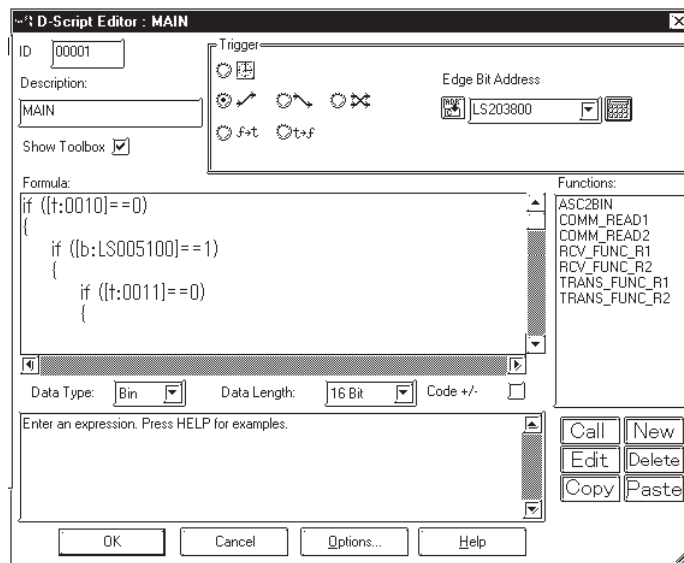 D-Script Editor : MAIN
ID 00001
Trigger
Description:
MAIN
Edge Bit Address
ADR
LS203800
Show Toolbox
f→t t→f
Formula:
Functions:
if ([t:0010]==0)
{
if ([b:LS005100]==1)
{
if ([t:0011]==0)
{
ASC2BIN
COMM_READ1
COMM_READ2
RCV_FUNC_R1
RCV_FUNC_R2
TRANS_FUNC_R1
TRANS_FUNC_R2
Data Type: Bin Data Length: 16 Bit Code +/-
Enter an expression. Press HELP for examples.
Call New
Edit Delete
Copy Paste
OK Cancel Options... Help